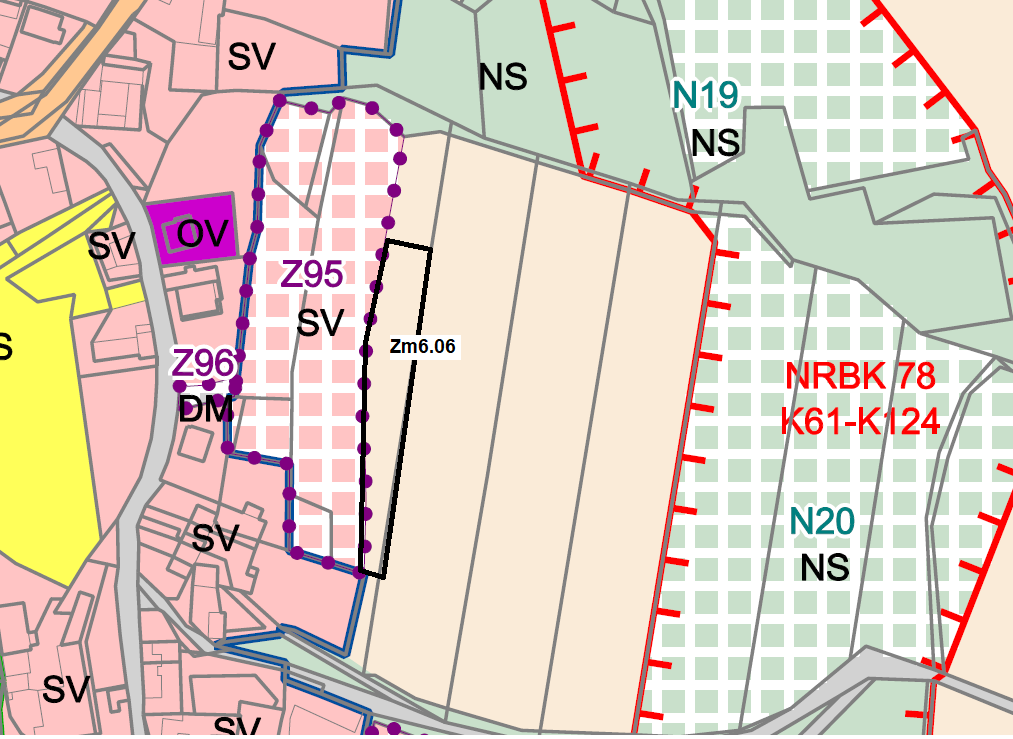 SV
NS
N19
NS
OV
SV
Z95
SV
S
Zm6.06
Z96
DM
NRBK 78
K61-K124
N20
NS
SV
SV
SV